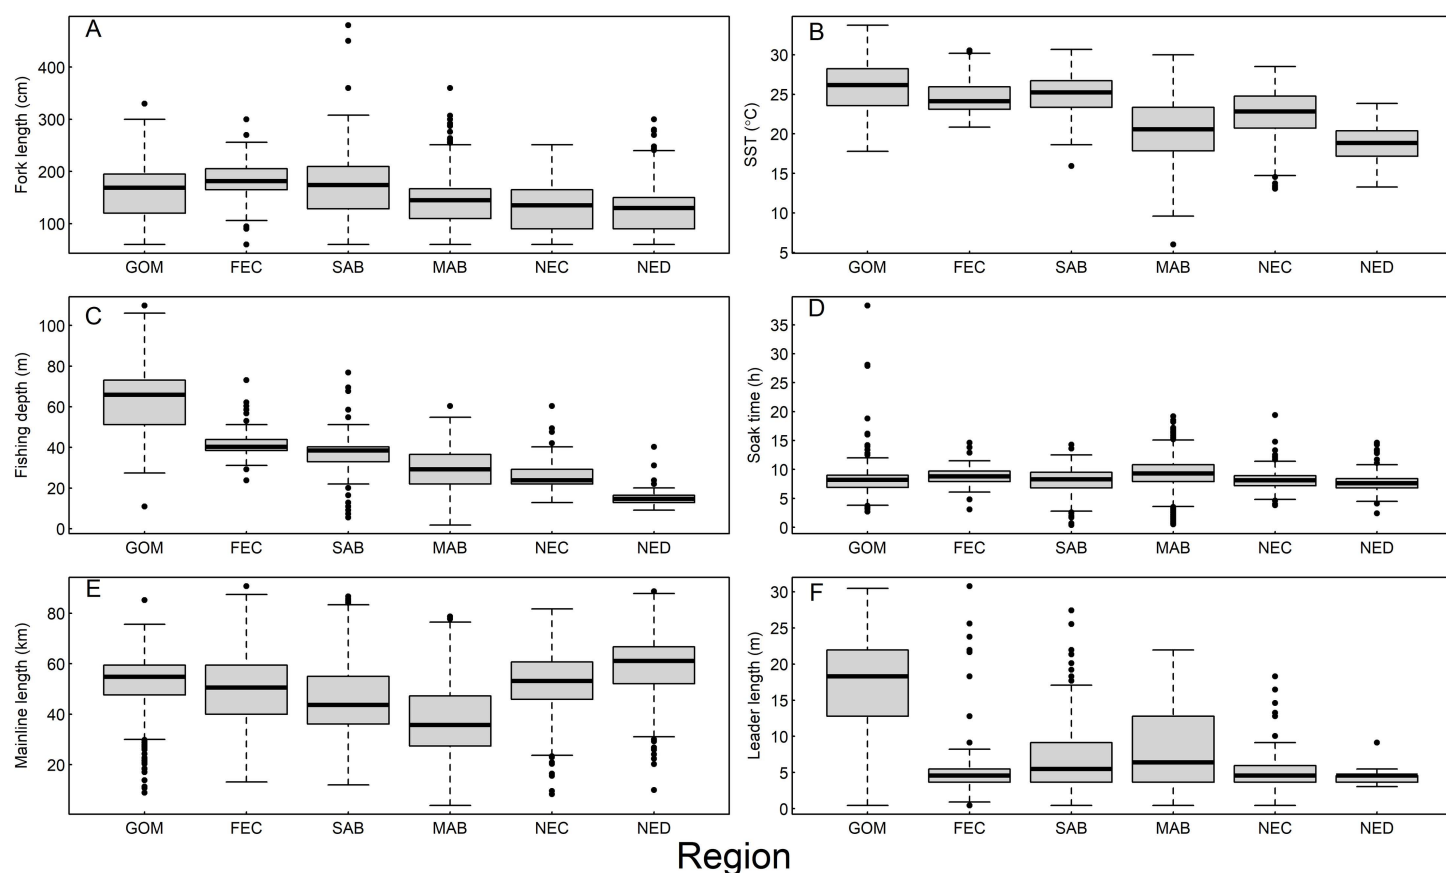 A
Fork length (cm)
400
300
200
100
GOM FEC SAB MAB NEC NED
B
SST (°C)
30
25
20
15
10
5
GOM FEC SAB MAB NEC NED
C
Fishing depth (m)
100
80
60
40
20
0
GOM FEC SAB MAB NEC NED
D
Soak time (h)
35
30
25
20
15
10
5
0
GOM FEC SAB MAB NEC NED
E
Mainline length (km)
80
60
40
20
GOM FEC SAB MAB NEC NED
F
Leader length (m)
30
25
20
15
10
5
0
GOM FEC SAB MAB NEC NED
Region